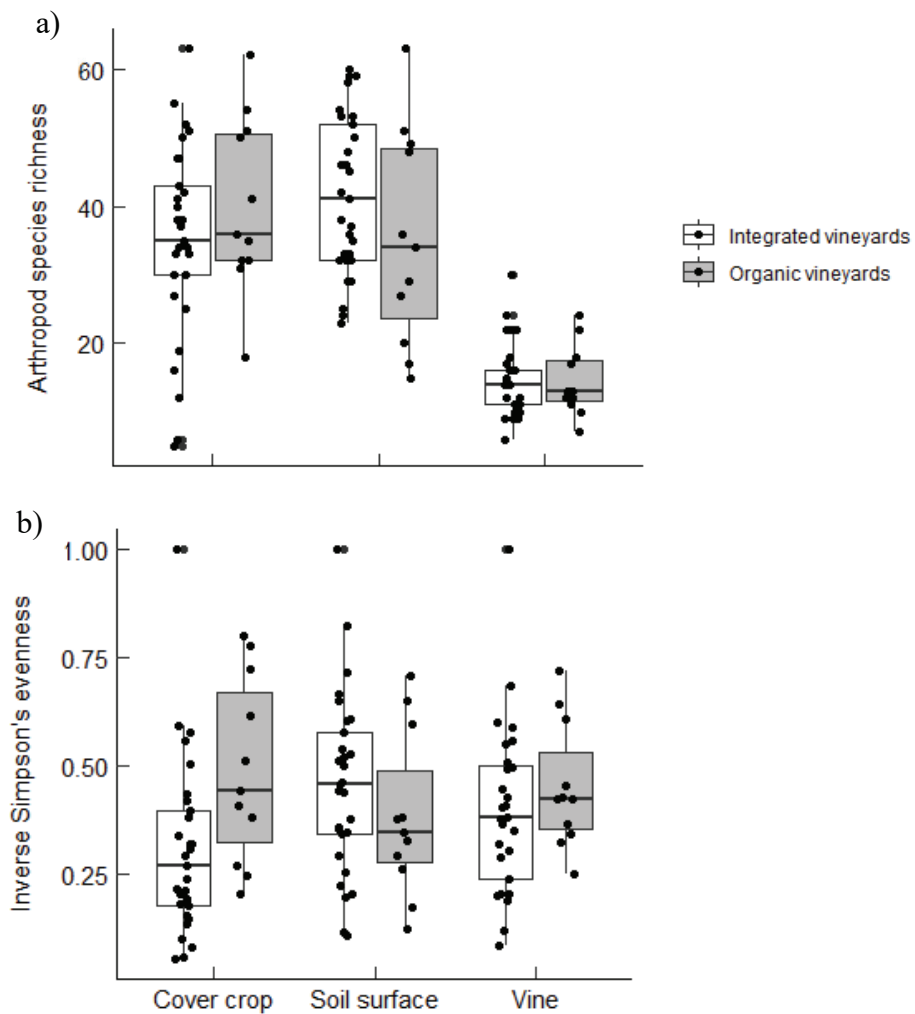 a)
Arthropod species richness
60
40
20
Integrated vineyards
Organic vineyards
b)
Inverse Simpson's evenness
1.00
0.75
0.50
0.25
Cover crop
Soil surface
Vine